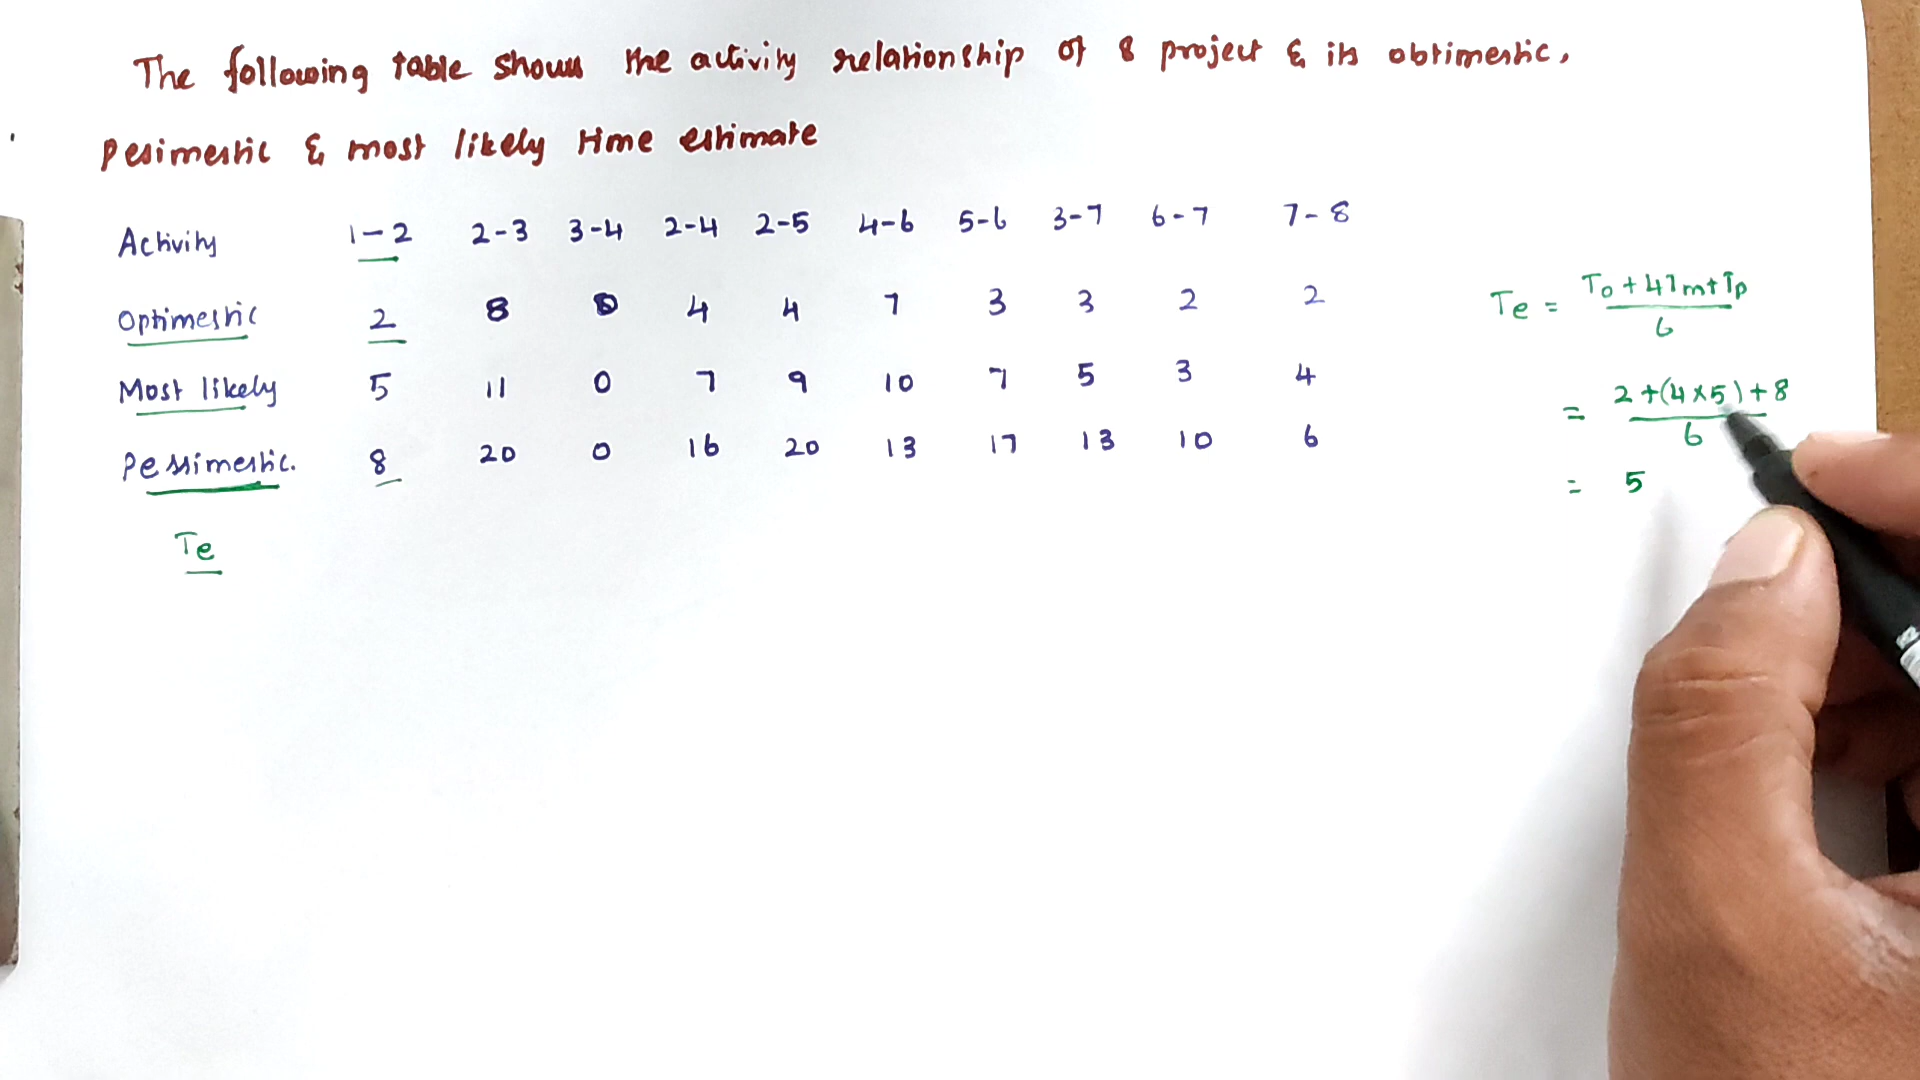 The following table shows the activity relationship of 8 project & its obtimestic,
pesimestic & most likely time estimate
Activity 1-2 2-3 3-4 2-4 2-5 4-6 5-6 3-7 6-7 7-8
Optimestic 2 8 0 4 4 7 3 3 2 2
Most likely 5 11 0 7 9 10 7 5 3 4
Pessimestic. 8 20 0 16 20 13 17 13 10 6
Te
Te = To + 4Tm + Tp
6
= 2 + (4 × 5) + 8
6
= 5